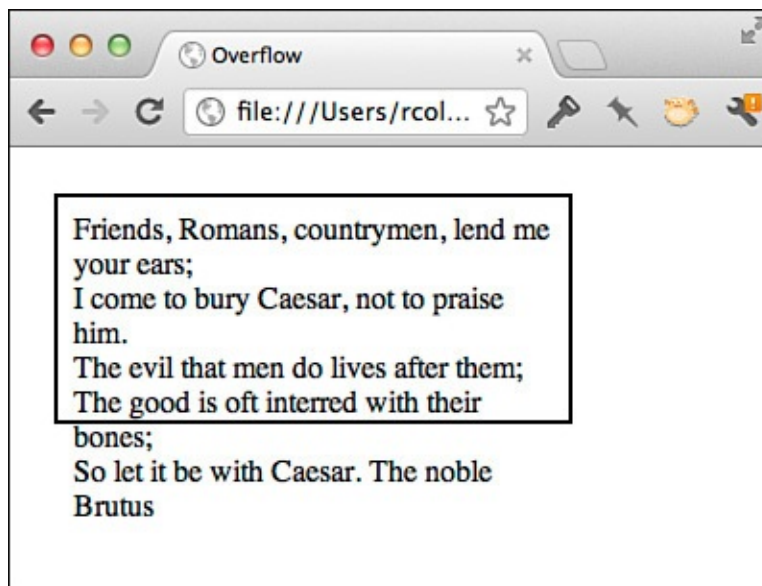 Overflow
file:///Users/rcol...
Friends, Romans, countrymen, lend me
your ears;
I come to bury Caesar, not to praise
him.
The evil that men do lives after them;
The good is oft interred with their
bones;
So let it be with Caesar. The noble
Brutus